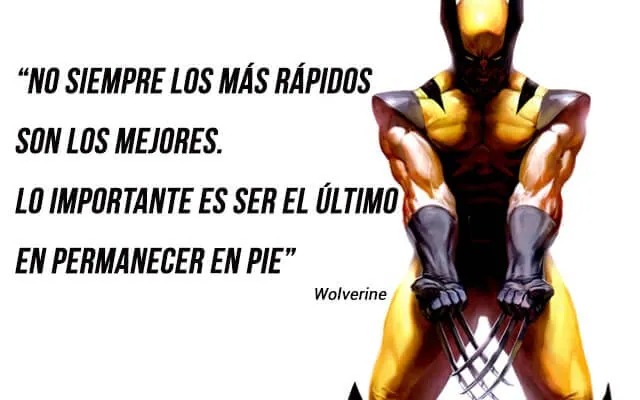 “NO SIEMPRE LOS MÁS RÁPIDOS
SON LOS MEJORES.
LO IMPORTANTE ES SER EL ÚLTIMO
EN PERMANECER EN PIE”
Wolverine